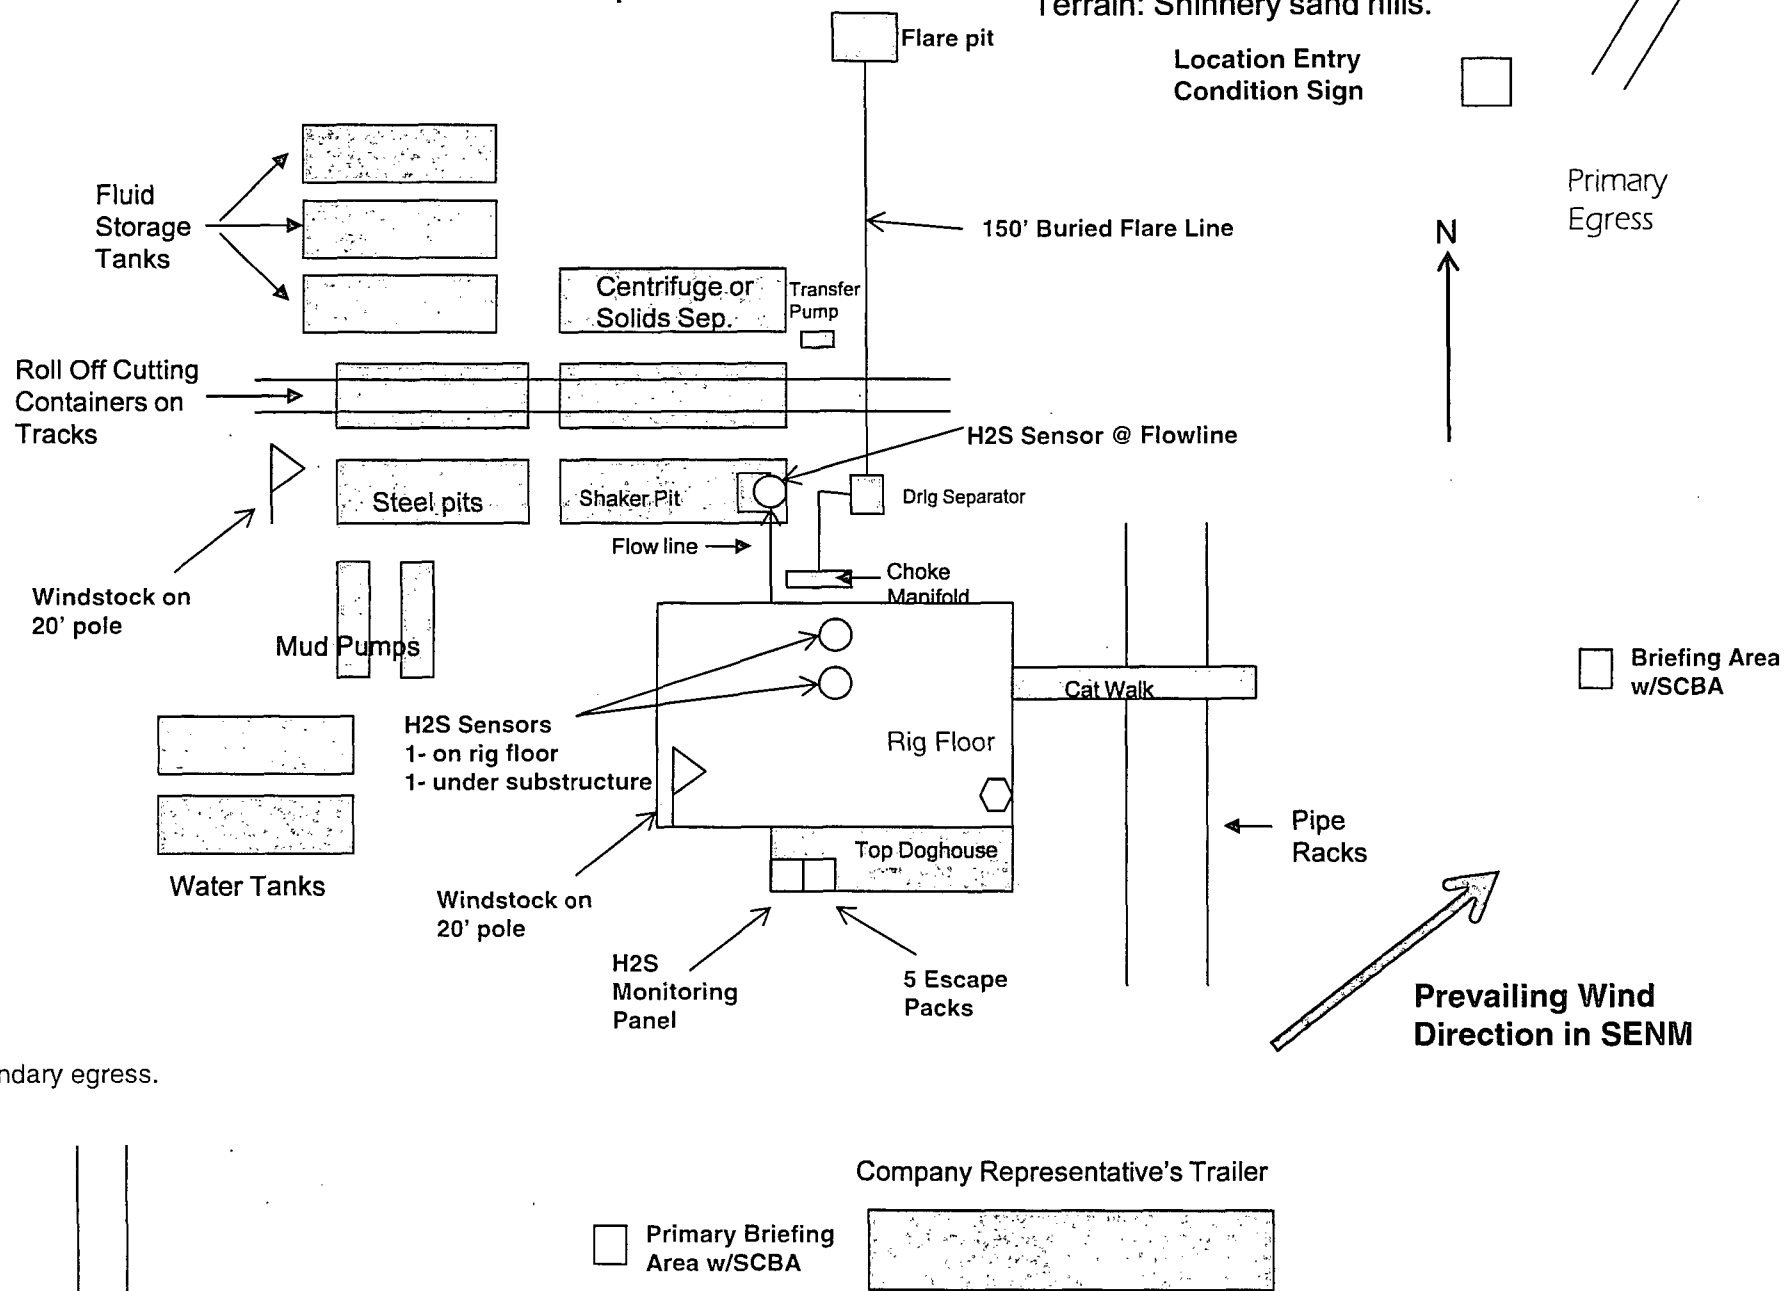 Terrain: Shinnery sand hills.
Flare pit
Location Entry
Condition Sign
Primary
Egress
Fluid
Storage
Tanks
150' Buried Flare Line
N
Centrifuge or
Solids Sep.
Transfer
Pump
Roll Off Cutting
Containers on
Tracks
H2S Sensor @ Flowline
Steel pits
Shaker Pit
Drlg Separator
Flow line
Choke
Manifold
Windstock on
20' pole
Mud Pumps
Briefing Area
w/SCBA
Cat Walk
H2S Sensors
1- on rig floor
1- under substructure
Rig Floor
Pipe
Racks
Top Doghouse
Water Tanks
Windstock on
20' pole
H2S
Monitoring
Panel
5 Escape
Packs
Prevailing Wind
Direction in SENM
ndary egress.
Company Representative's Trailer
Primary Briefing
Area w/SCBA